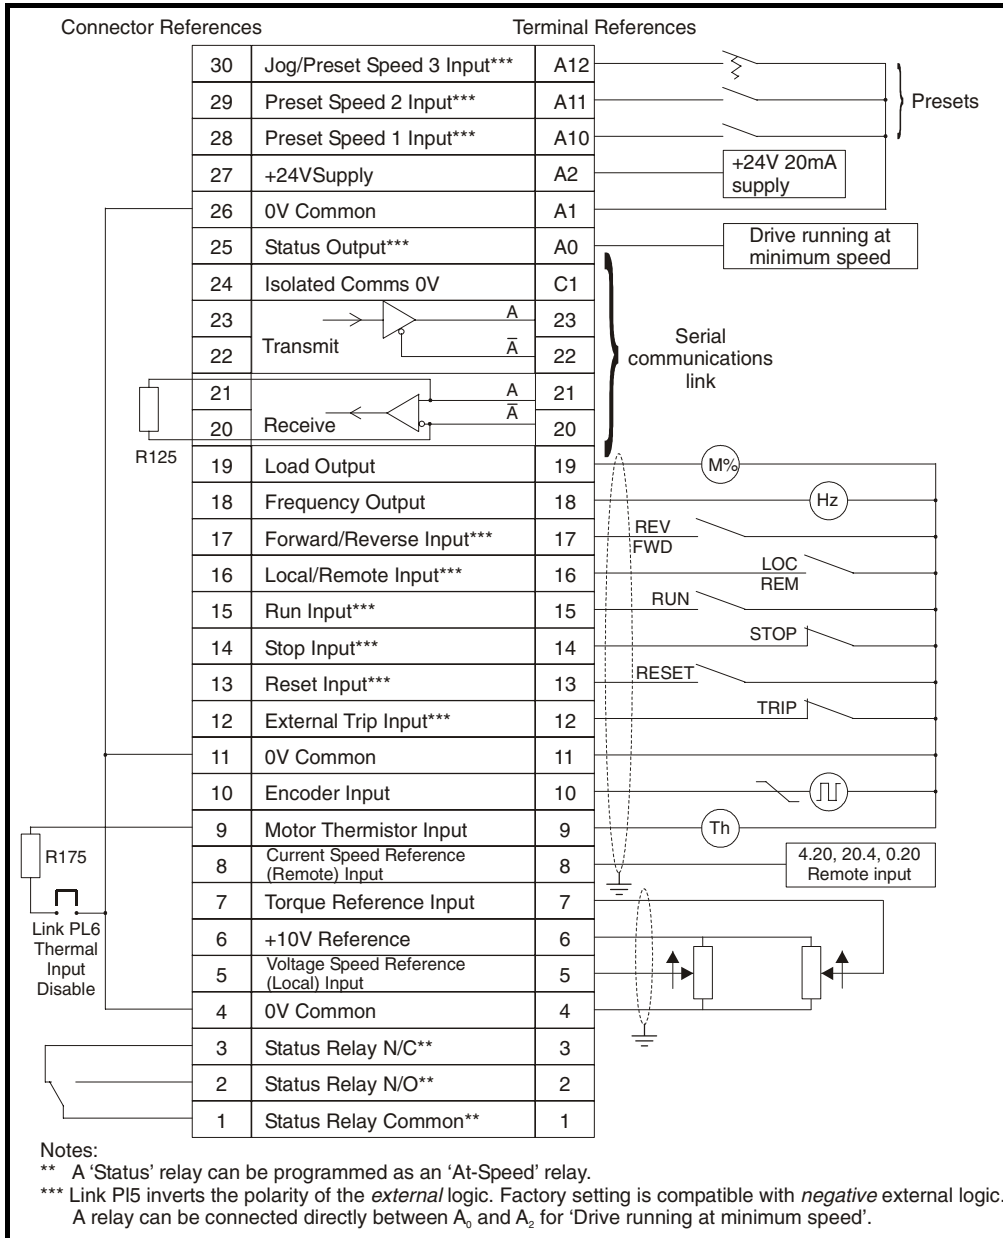 Connector References
Terminal References
30 Jog/Preset Speed 3 Input*** A12
29 Preset Speed 2 Input*** A11
28 Preset Speed 1 Input*** A10
Presets
27 +24VSupply A2
+24V 20mA
supply
26 0V Common A1
25 Status Output*** A0
Drive running at
minimum speed
24 Isolated Comms 0V C1
23 A 23
22 Transmit A̅ 22
Serial
communications
link
21 A 21
20 Receive A̅ 20
R125
19 Load Output 19
M%
18 Frequency Output 18
Hz
17 Forward/Reverse Input*** 17
REV
FWD
16 Local/Remote Input*** 16
LOC
REM
15 Run Input*** 15
RUN
14 Stop Input*** 14
STOP
13 Reset Input*** 13
RESET
12 External Trip Input*** 12
TRIP
11 0V Common 11
10 Encoder Input 10
9 Motor Thermistor Input 9
Th
R175
8 Current Speed Reference
(Remote) Input 8
4.20, 20.4, 0.20
Remote input
7 Torque Reference Input 7
Link PL6
Thermal
Input
Disable
6 +10V Reference 6
5 Voltage Speed Reference
(Local) Input 5
4 0V Common 4
3 Status Relay N/C** 3
2 Status Relay N/O** 2
1 Status Relay Common** 1
Notes:
** A ‘Status’ relay can be programmed as an ‘At-Speed’ relay.
*** Link Pl5 inverts the polarity of the external logic. Factory setting is compatible with negative external logic.
A relay can be connected directly between A₀ and A₂ for ‘Drive running at minimum speed’.